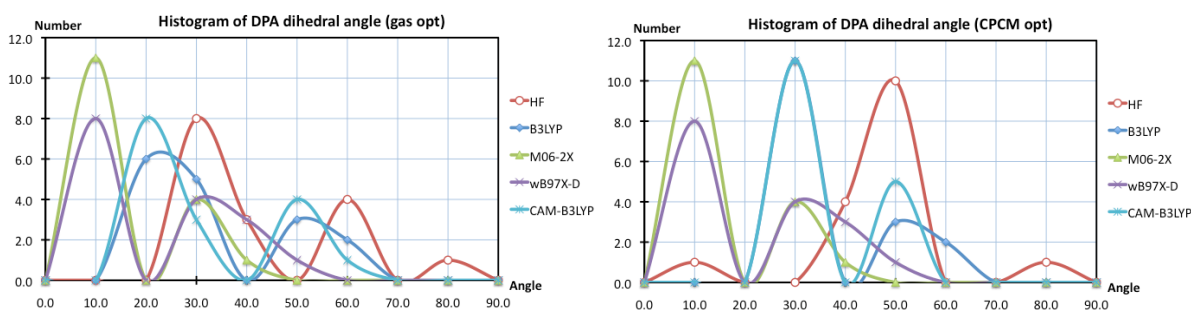 Histogram of DPA dihedral angle (gas opt)
Number
12.0
10.0
8.0
6.0
4.0
2.0
0.0
0.0 10.0 20.0 30.0 40.0 50.0 60.0 70.0 80.0 90.0
Angle
HF
B3LYP
M06-2X
wB97X-D
CAM-B3LYP
Histogram of DPA dihedral angle (CPCM opt)
Number
12.0
10.0
8.0
6.0
4.0
2.0
0.0
0.0 10.0 20.0 30.0 40.0 50.0 60.0 70.0 80.0 90.0
Angle
HF
B3LYP
M06-2X
wB97X-D
CAM-B3LYP